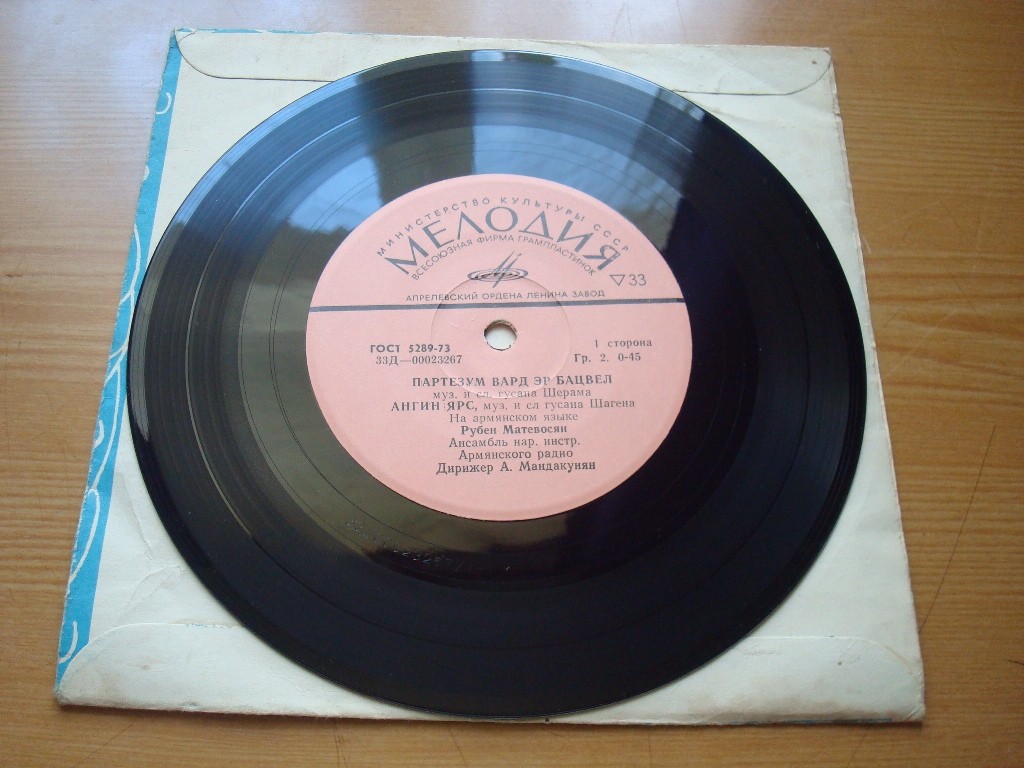 МИНИСТЕРСТВО КУЛЬТУРЫ СССР
МЕЛОДИЯ
ВСЕСОЮЗНАЯ ФИРМА ГРАМПЛАСТИНОК
▽33
АПРЕЛЕВСКИЙ ОРДЕНА ЛЕНИНА ЗАВОД
ГОСТ 5289-73
1 сторона
33Д—00023267
Гр. 2. 0-45
ПАРТЕЗУМ ВАРД ЭР БАЦВЕЛ
муз. и сл. гусана Шерама
АНГИН ЯРС, муз. и сл гусана Шагена
На армянском языке
Рубен Матевосян
Ансамбль нар. инстр.
Армянского радио
Дирижер А. Мандакунян